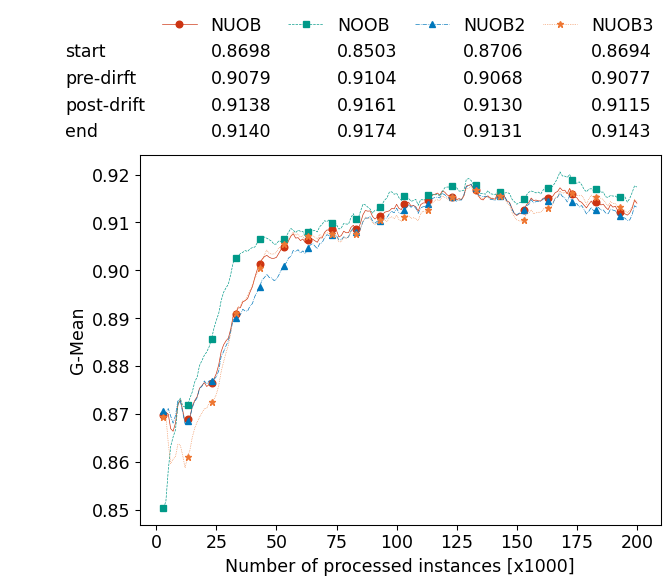 NUOB NOOB NUOB2 NUOB3
start 0.8698 0.8503 0.8706 0.8694
pre-dirft 0.9079 0.9104 0.9068 0.9077
post-drift 0.9138 0.9161 0.9130 0.9115
end 0.9140 0.9174 0.9131 0.9143
0.92
0.91
0.90
0.89
0.88
0.87
0.86
0.85
G-Mean
0 25 50 75 100 125 150 175 200
Number of processed instances [x1000]